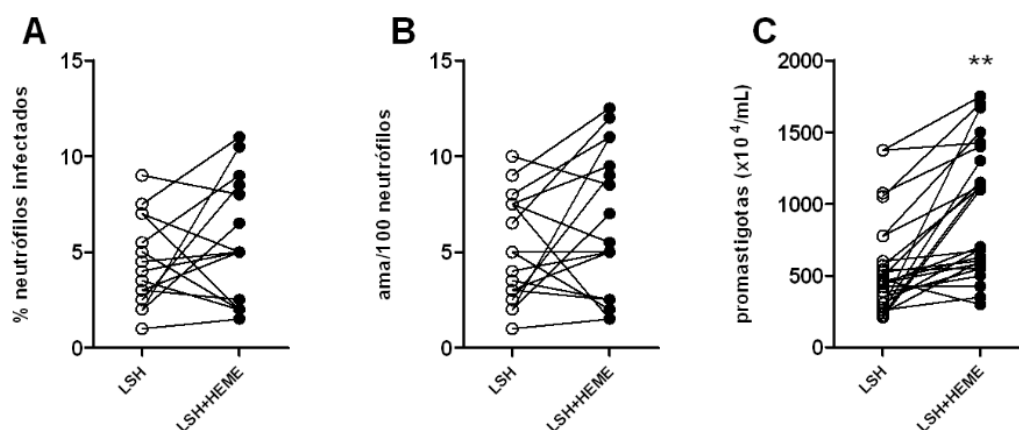 A
% neutrófilos infectados
15
10
5
0
LSH
LSH+HEME
B
ama/100 neutrófilos
15
10
5
0
LSH
LSH+HEME
C
promastigotas (x10⁴/mL)
2000
1500
1000
500
0
**
LSH
LSH+HEME